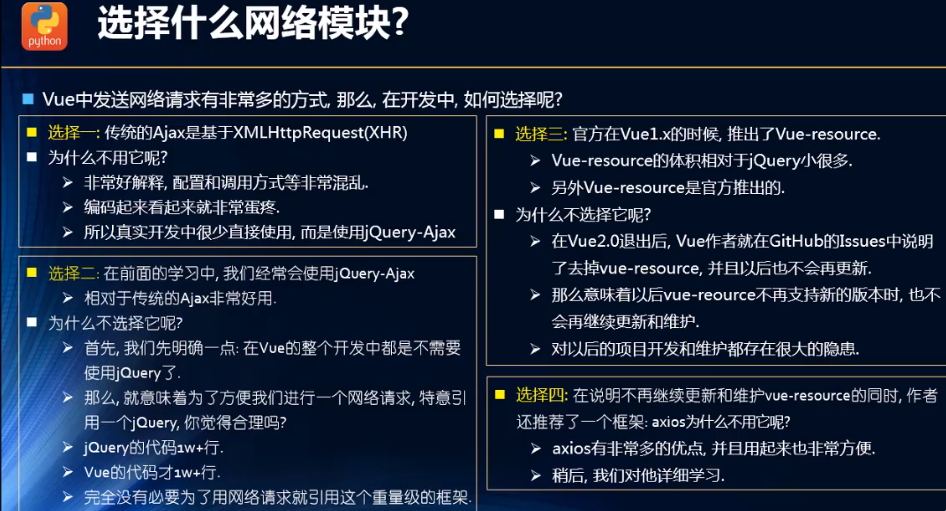 python
选择什么网络模块?
Vue中发送网络请求有非常多的方式, 那么, 在开发中, 如何选择呢?
选择一: 传统的Ajax是基于XMLHttpRequest(XHR)
为什么不用它呢?
非常好解释, 配置和调用方式等非常混乱.
编码起来看起来就非常蛋疼.
所以真实开发中很少直接使用, 而是使用jQuery-Ajax
选择二: 在前面的学习中, 我们经常会使用jQuery-Ajax
相对于传统的Ajax非常好用.
为什么不选择它呢?
首先, 我们先明确一点: 在Vue的整个开发中都是不需要
使用jQuery了.
那么, 就意味着为了方便我们进行一个网络请求, 特意引
用一个jQuery, 你觉得合理吗?
jQuery的代码1w+行.
Vue的代码才1w+行.
完全没有必要为了用网络请求就引用这个重量级的框架.
选择三: 官方在Vue1.x的时候, 推出了Vue-resource.
Vue-resource的体积相对于jQuery小很多.
另外Vue-resource是官方推出的.
为什么不选择它呢?
在Vue2.0退出后, Vue作者就在GitHub的Issues中说明
了去掉vue-resource, 并且以后也不会再更新.
那么意味着以后vue-reource不再支持新的版本时, 也不
会再继续更新和维护.
对以后的项目开发和维护都存在很大的隐患.
选择四: 在说明不再继续更新和维护vue-resource的同时, 作者
还推荐了一个框架: axios为什么不用它呢?
axios有非常多的优点, 并且用起来也非常方便.
稍后, 我们对他详细学习.